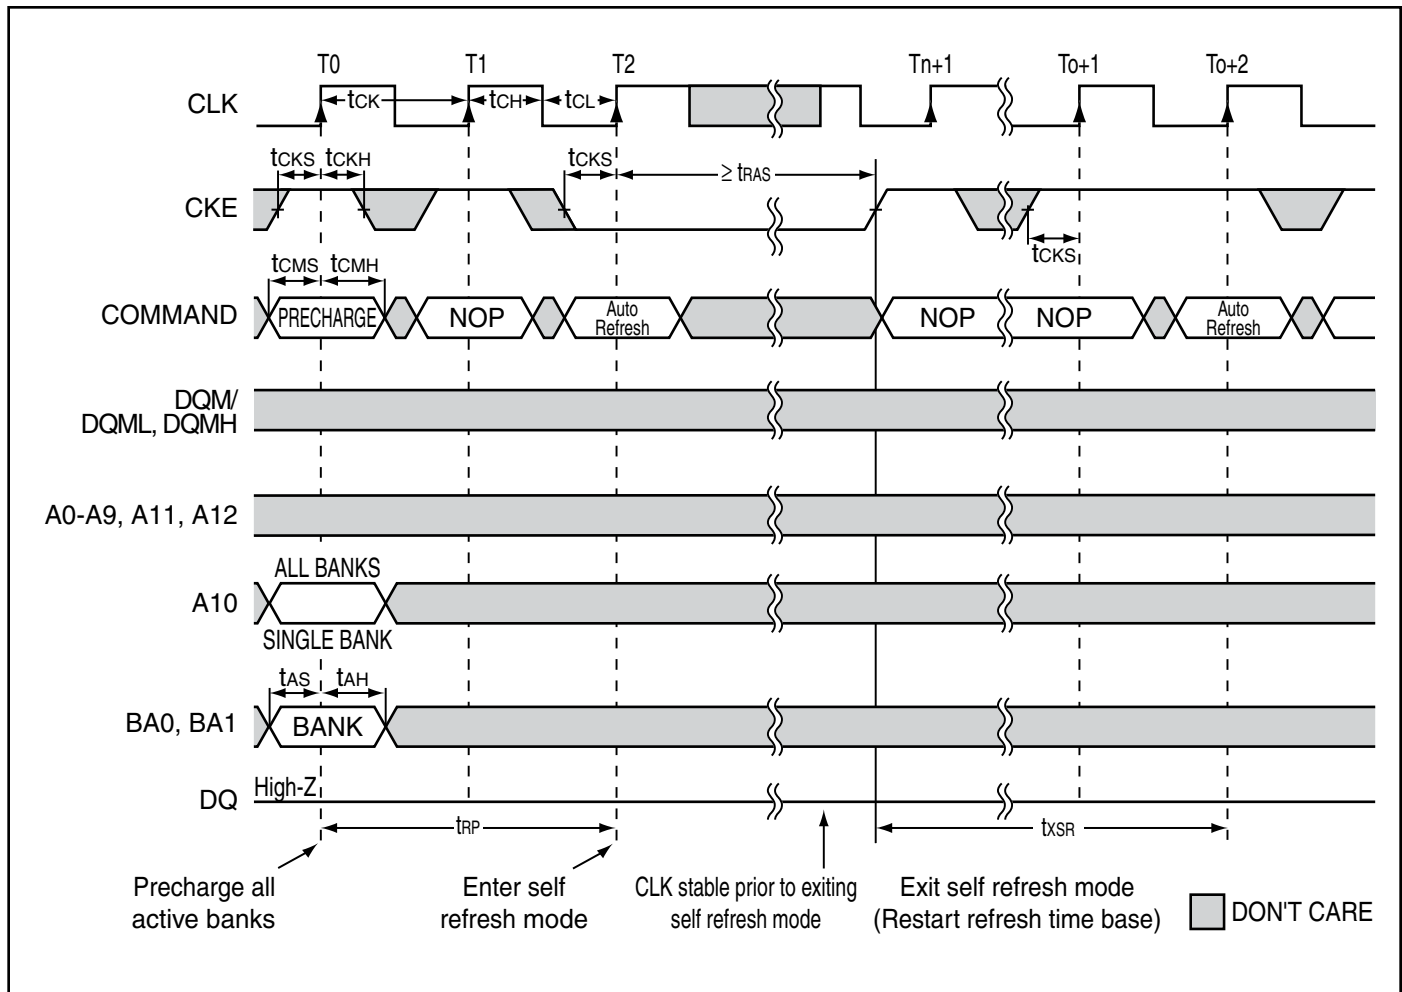 T0 T1 T2 Tn+1 To+1 To+2
CLK tCK tCH tCL
tCKS tCKH tCKS ≥ tRAS
CKE
tCKS
tCMS tCMH
COMMAND PRECHARGE NOP Auto Refresh NOP NOP Auto Refresh
DQM/
DQML, DQMH
A0-A9, A11, A12
ALL BANKS
A10
SINGLE BANK
tAS tAH
BA0, BA1 BANK
DQ High-Z
tRP tXSR
Precharge all
active banks
Enter self
refresh mode
CLK stable prior to exiting
self refresh mode
Exit self refresh mode
(Restart refresh time base)
DON'T CARE